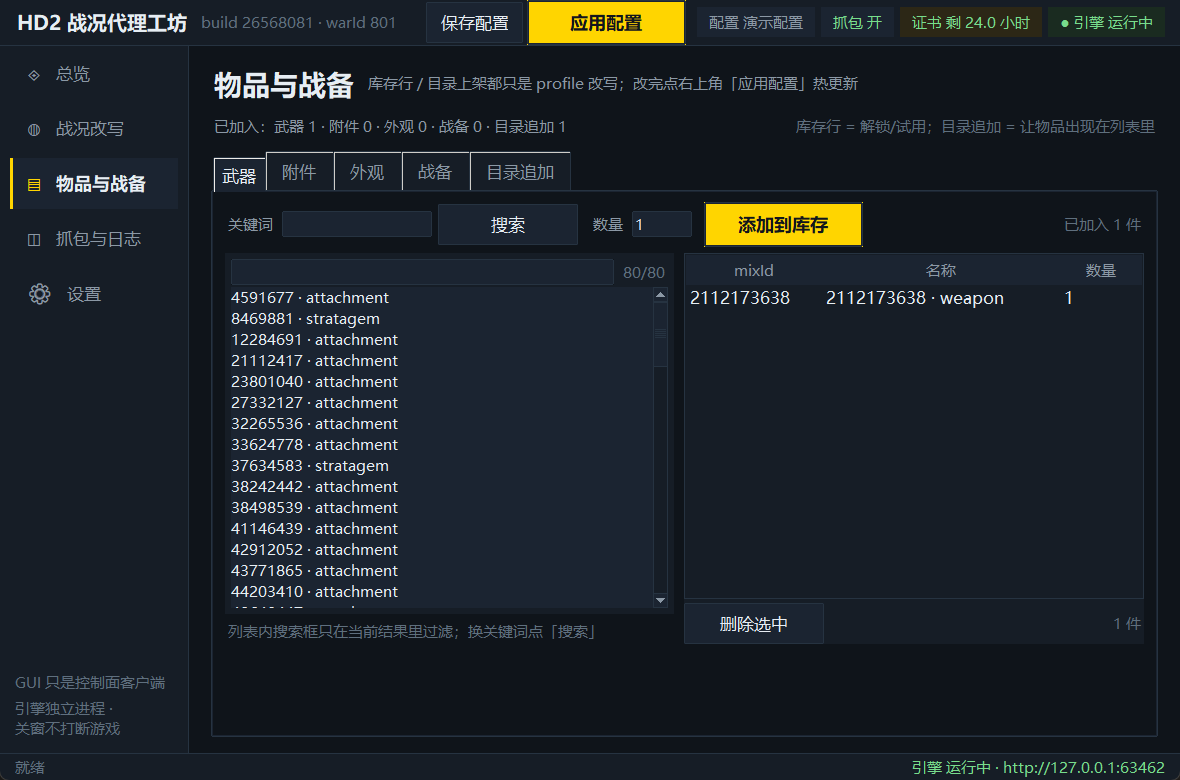 HD2 战况代理工坊 build 26568081 · warId 801 保存配置 应用配置 配置 演示配置 抓包 开 证书 剩 24.0 小时 ● 引擎 运行中
总览
战况改写
物品与战备
抓包与日志
设置
GUI 只是控制面客户端
引擎独立进程 ·
关窗不打断游戏
物品与战备 库存行 / 目录上架都只是 profile 改写；改完点右上角「应用配置」热更新
已加入：武器 1 · 附件 0 · 外观 0 · 战备 0 · 目录追加 1 库存行 = 解锁/试用；目录追加 = 让物品出现在列表里
武器 附件 外观 战备 目录追加
关键词 搜索 数量 1 添加到库存 已加入 1 件
80/80
4591677 · attachment
8469881 · stratagem
12284691 · attachment
21112417 · attachment
23801040 · attachment
27332127 · attachment
32265536 · attachment
33624778 · attachment
37634583 · stratagem
38242442 · attachment
38498539 · attachment
41146439 · attachment
42912052 · attachment
43771865 · attachment
44203410 · attachment
列表内搜索框只在当前结果里过滤；换关键词点「搜索」
mixId 名称 数量
2112173638 2112173638 · weapon 1
删除选中 1 件
就绪 引擎 运行中 · http://127.0.0.1:63462